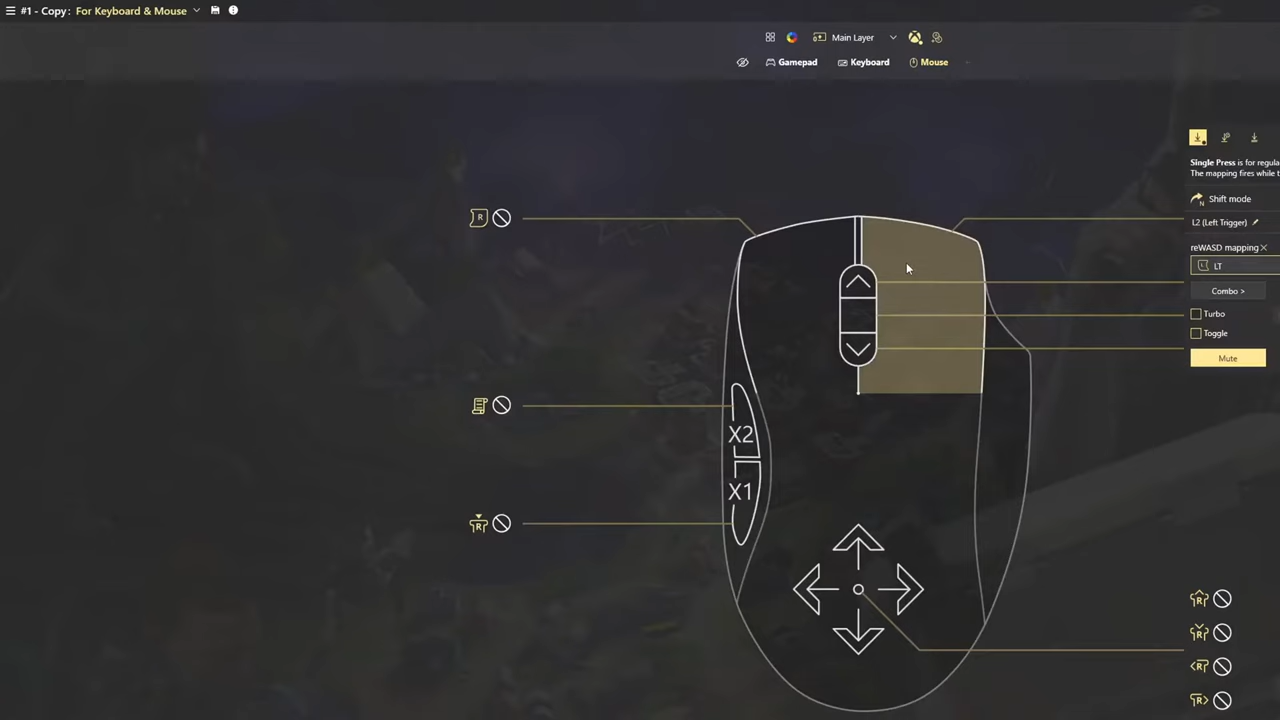 #1 - Copy: For Keyboard & Mouse
Main Layer
Gamepad Keyboard Mouse
Single Press is for regula
The mapping fires while t
Shift mode
R
L2 (Left Trigger)
reWASD mapping
LT
Combo >
Turbo
Toggle
Mute
X2
X1
R
R
R
R
R